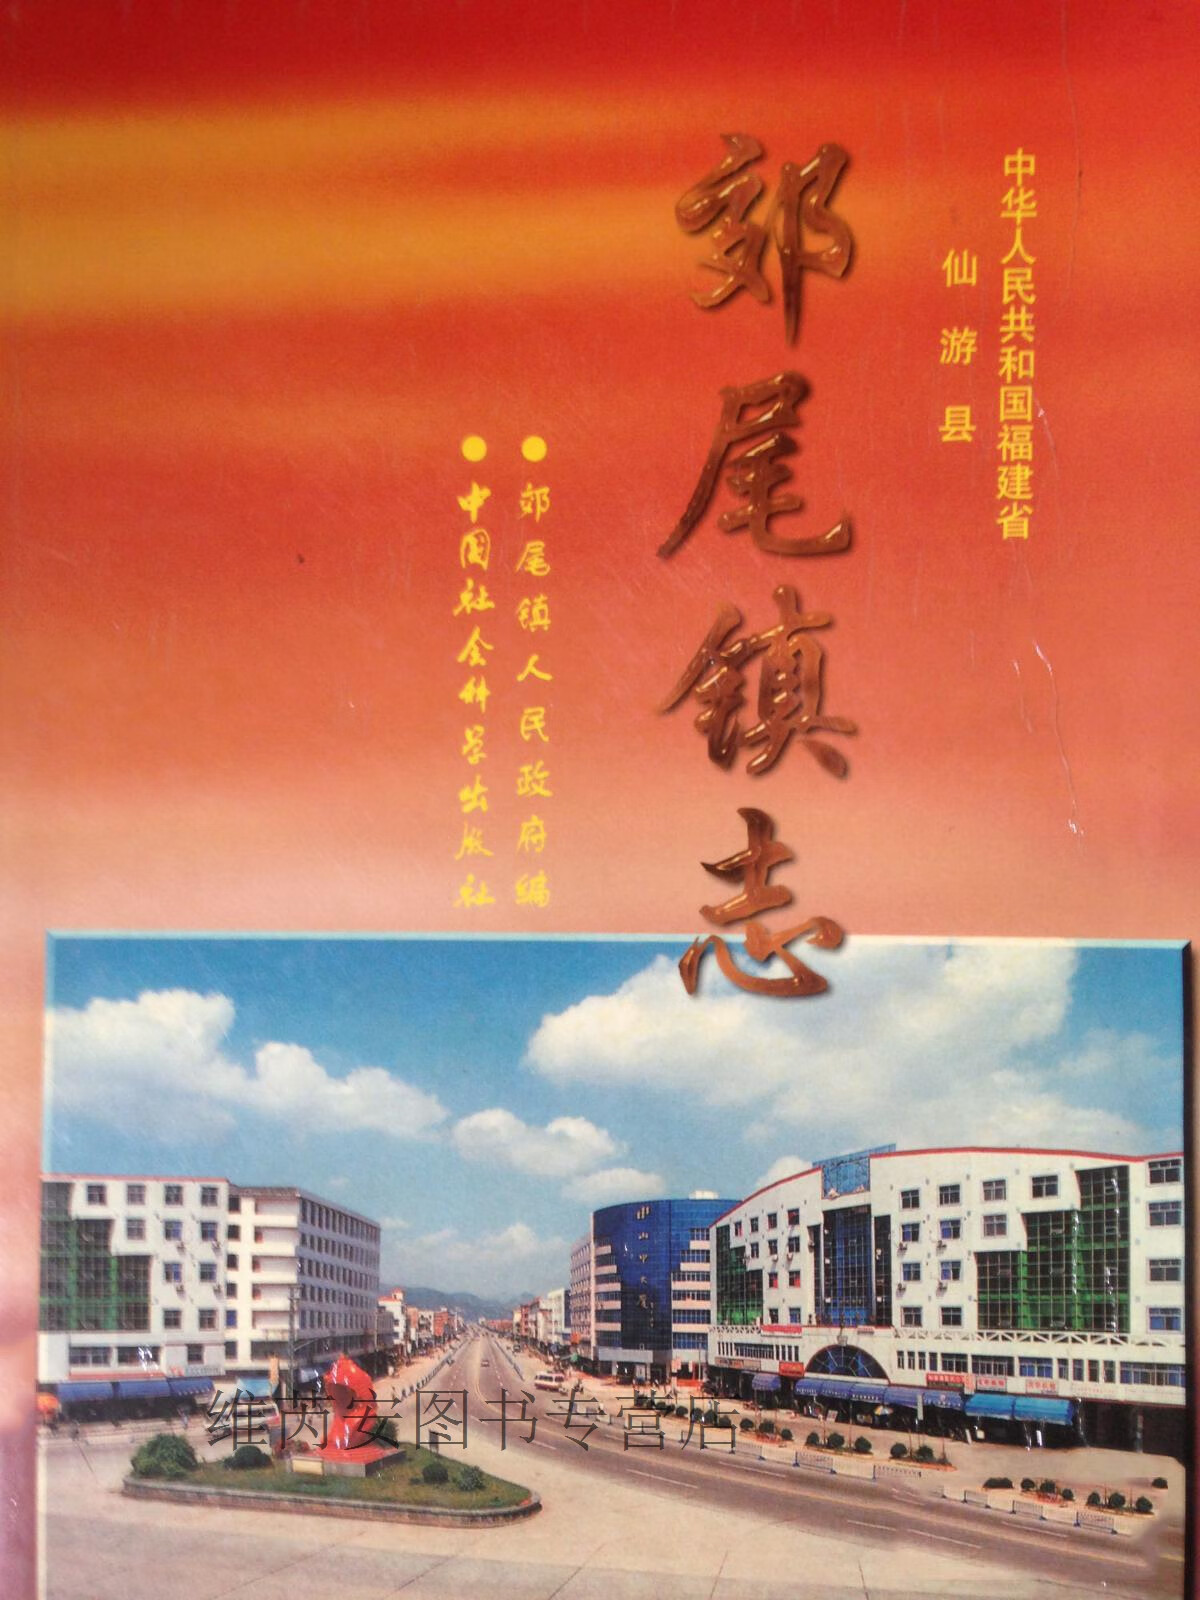 中华人民共和国福建省
仙游县
郊尾镇志
郊尾镇人民政府编
中国社会科学出版社
维芮安图书专营店